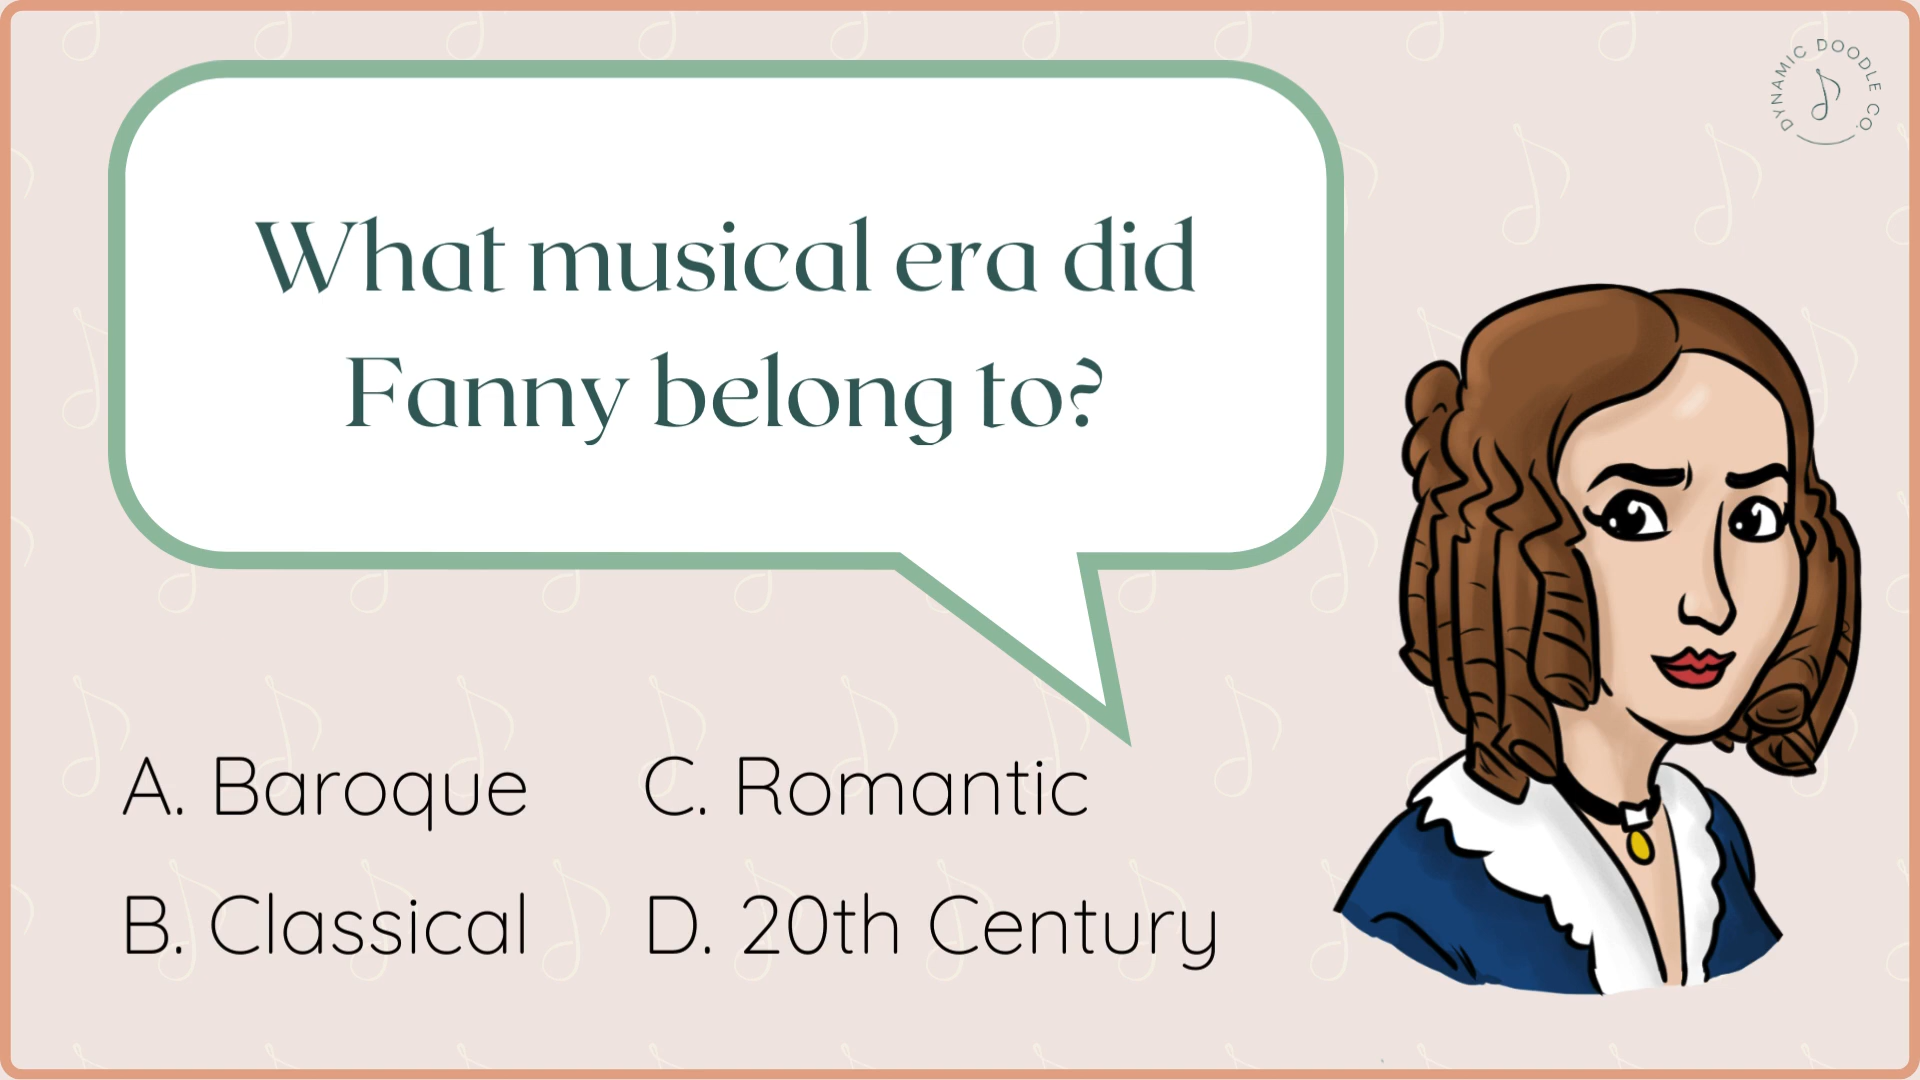 DYNAMIC DOODLE CO.
What musical era did
Fanny belong to?
A. Baroque
B. Classical
C. Romantic
D. 20th Century